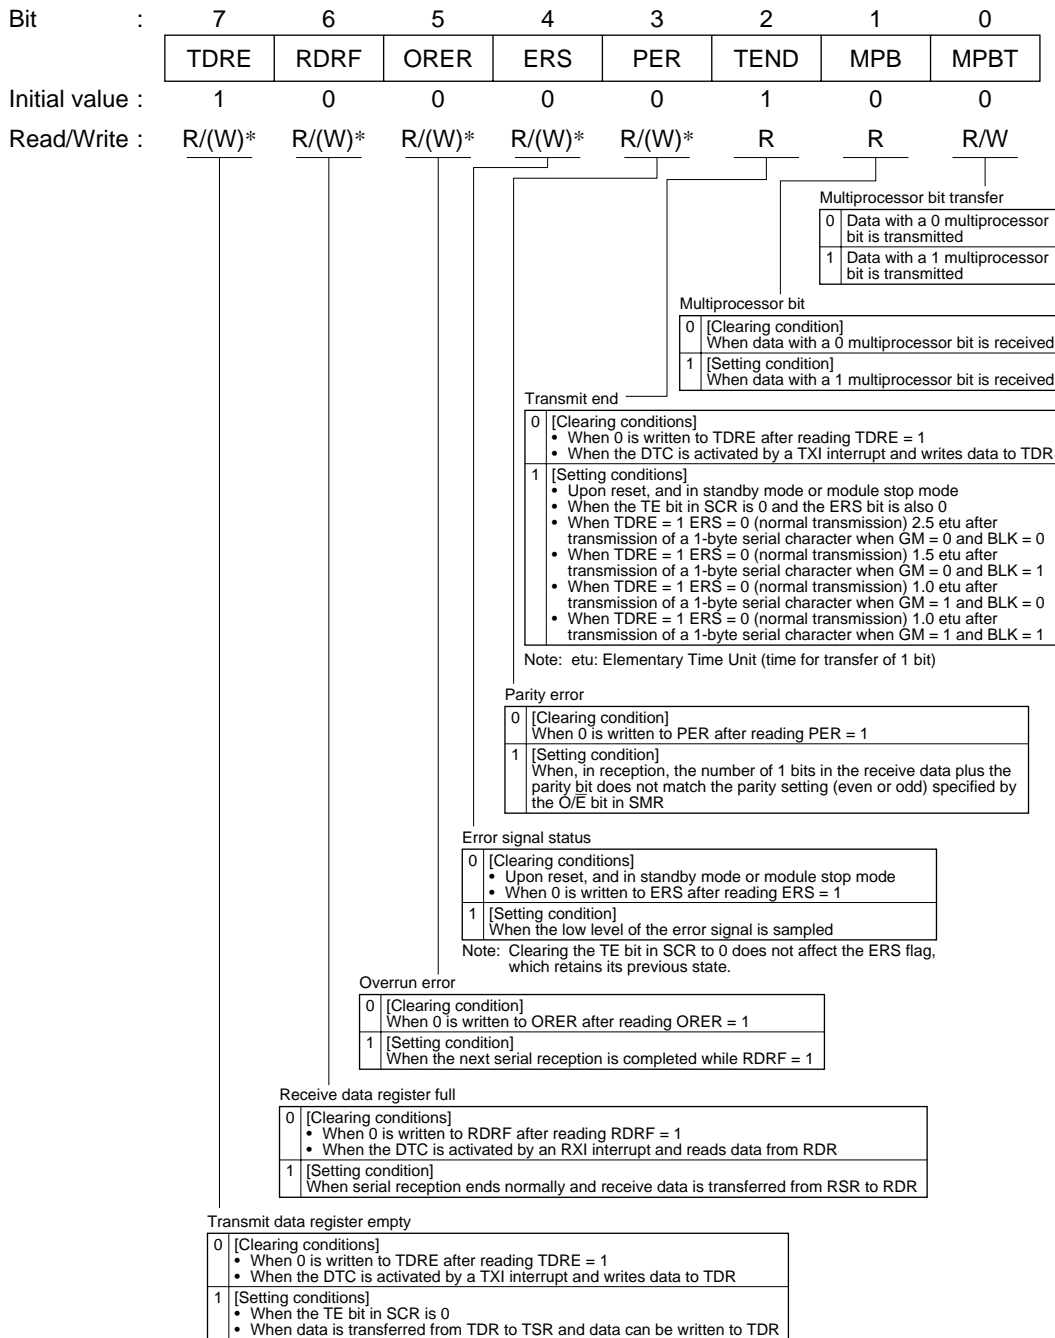 Bit : 7 6 5 4 3 2 1 0
TDRE RDRF ORER ERS PER TEND MPB MPBT
Initial value : 1 0 0 0 0 1 0 0
Read/Write : R/(W)* R/(W)* R/(W)* R/(W)* R/(W)* R R R/W
Multiprocessor bit transfer
0 Data with a 0 multiprocessor
bit is transmitted
1 Data with a 1 multiprocessor
bit is transmitted
Multiprocessor bit
0 [Clearing condition]
When data with a 0 multiprocessor bit is received
1 [Setting condition]
When data with a 1 multiprocessor bit is received
Transmit end
0 [Clearing conditions]
• When 0 is written to TDRE after reading TDRE = 1
• When the DTC is activated by a TXI interrupt and writes data to TDR
1 [Setting conditions]
• Upon reset, and in standby mode or module stop mode
• When the TE bit in SCR is 0 and the ERS bit is also 0
• When TDRE = 1 ERS = 0 (normal transmission) 2.5 etu after
transmission of a 1-byte serial character when GM = 0 and BLK = 0
• When TDRE = 1 ERS = 0 (normal transmission) 1.5 etu after
transmission of a 1-byte serial character when GM = 0 and BLK = 1
• When TDRE = 1 ERS = 0 (normal transmission) 1.0 etu after
transmission of a 1-byte serial character when GM = 1 and BLK = 0
• When TDRE = 1 ERS = 0 (normal transmission) 1.0 etu after
transmission of a 1-byte serial character when GM = 1 and BLK = 1
Note: etu: Elementary Time Unit (time for transfer of 1 bit)
Parity error
0 [Clearing condition]
When 0 is written to PER after reading PER = 1
1 [Setting condition]
When, in reception, the number of 1 bits in the receive data plus the
parity bit does not match the parity setting (even or odd) specified by
the O/E̅ bit in SMR
Error signal status
0 [Clearing conditions]
• Upon reset, and in standby mode or module stop mode
• When 0 is written to ERS after reading ERS = 1
1 [Setting condition]
When the low level of the error signal is sampled
Note: Clearing the TE bit in SCR to 0 does not affect the ERS flag,
which retains its previous state.
Overrun error
0 [Clearing condition]
When 0 is written to ORER after reading ORER = 1
1 [Setting condition]
When the next serial reception is completed while RDRF = 1
Receive data register full
0 [Clearing conditions]
• When 0 is written to RDRF after reading RDRF = 1
• When the DTC is activated by an RXI interrupt and reads data from RDR
1 [Setting condition]
When serial reception ends normally and receive data is transferred from RSR to RDR
Transmit data register empty
0 [Clearing conditions]
• When 0 is written to TDRE after reading TDRE = 1
• When the DTC is activated by a TXI interrupt and writes data to TDR
1 [Setting conditions]
• When the TE bit in SCR is 0
• When data is transferred from TDR to TSR and data can be written to TDR